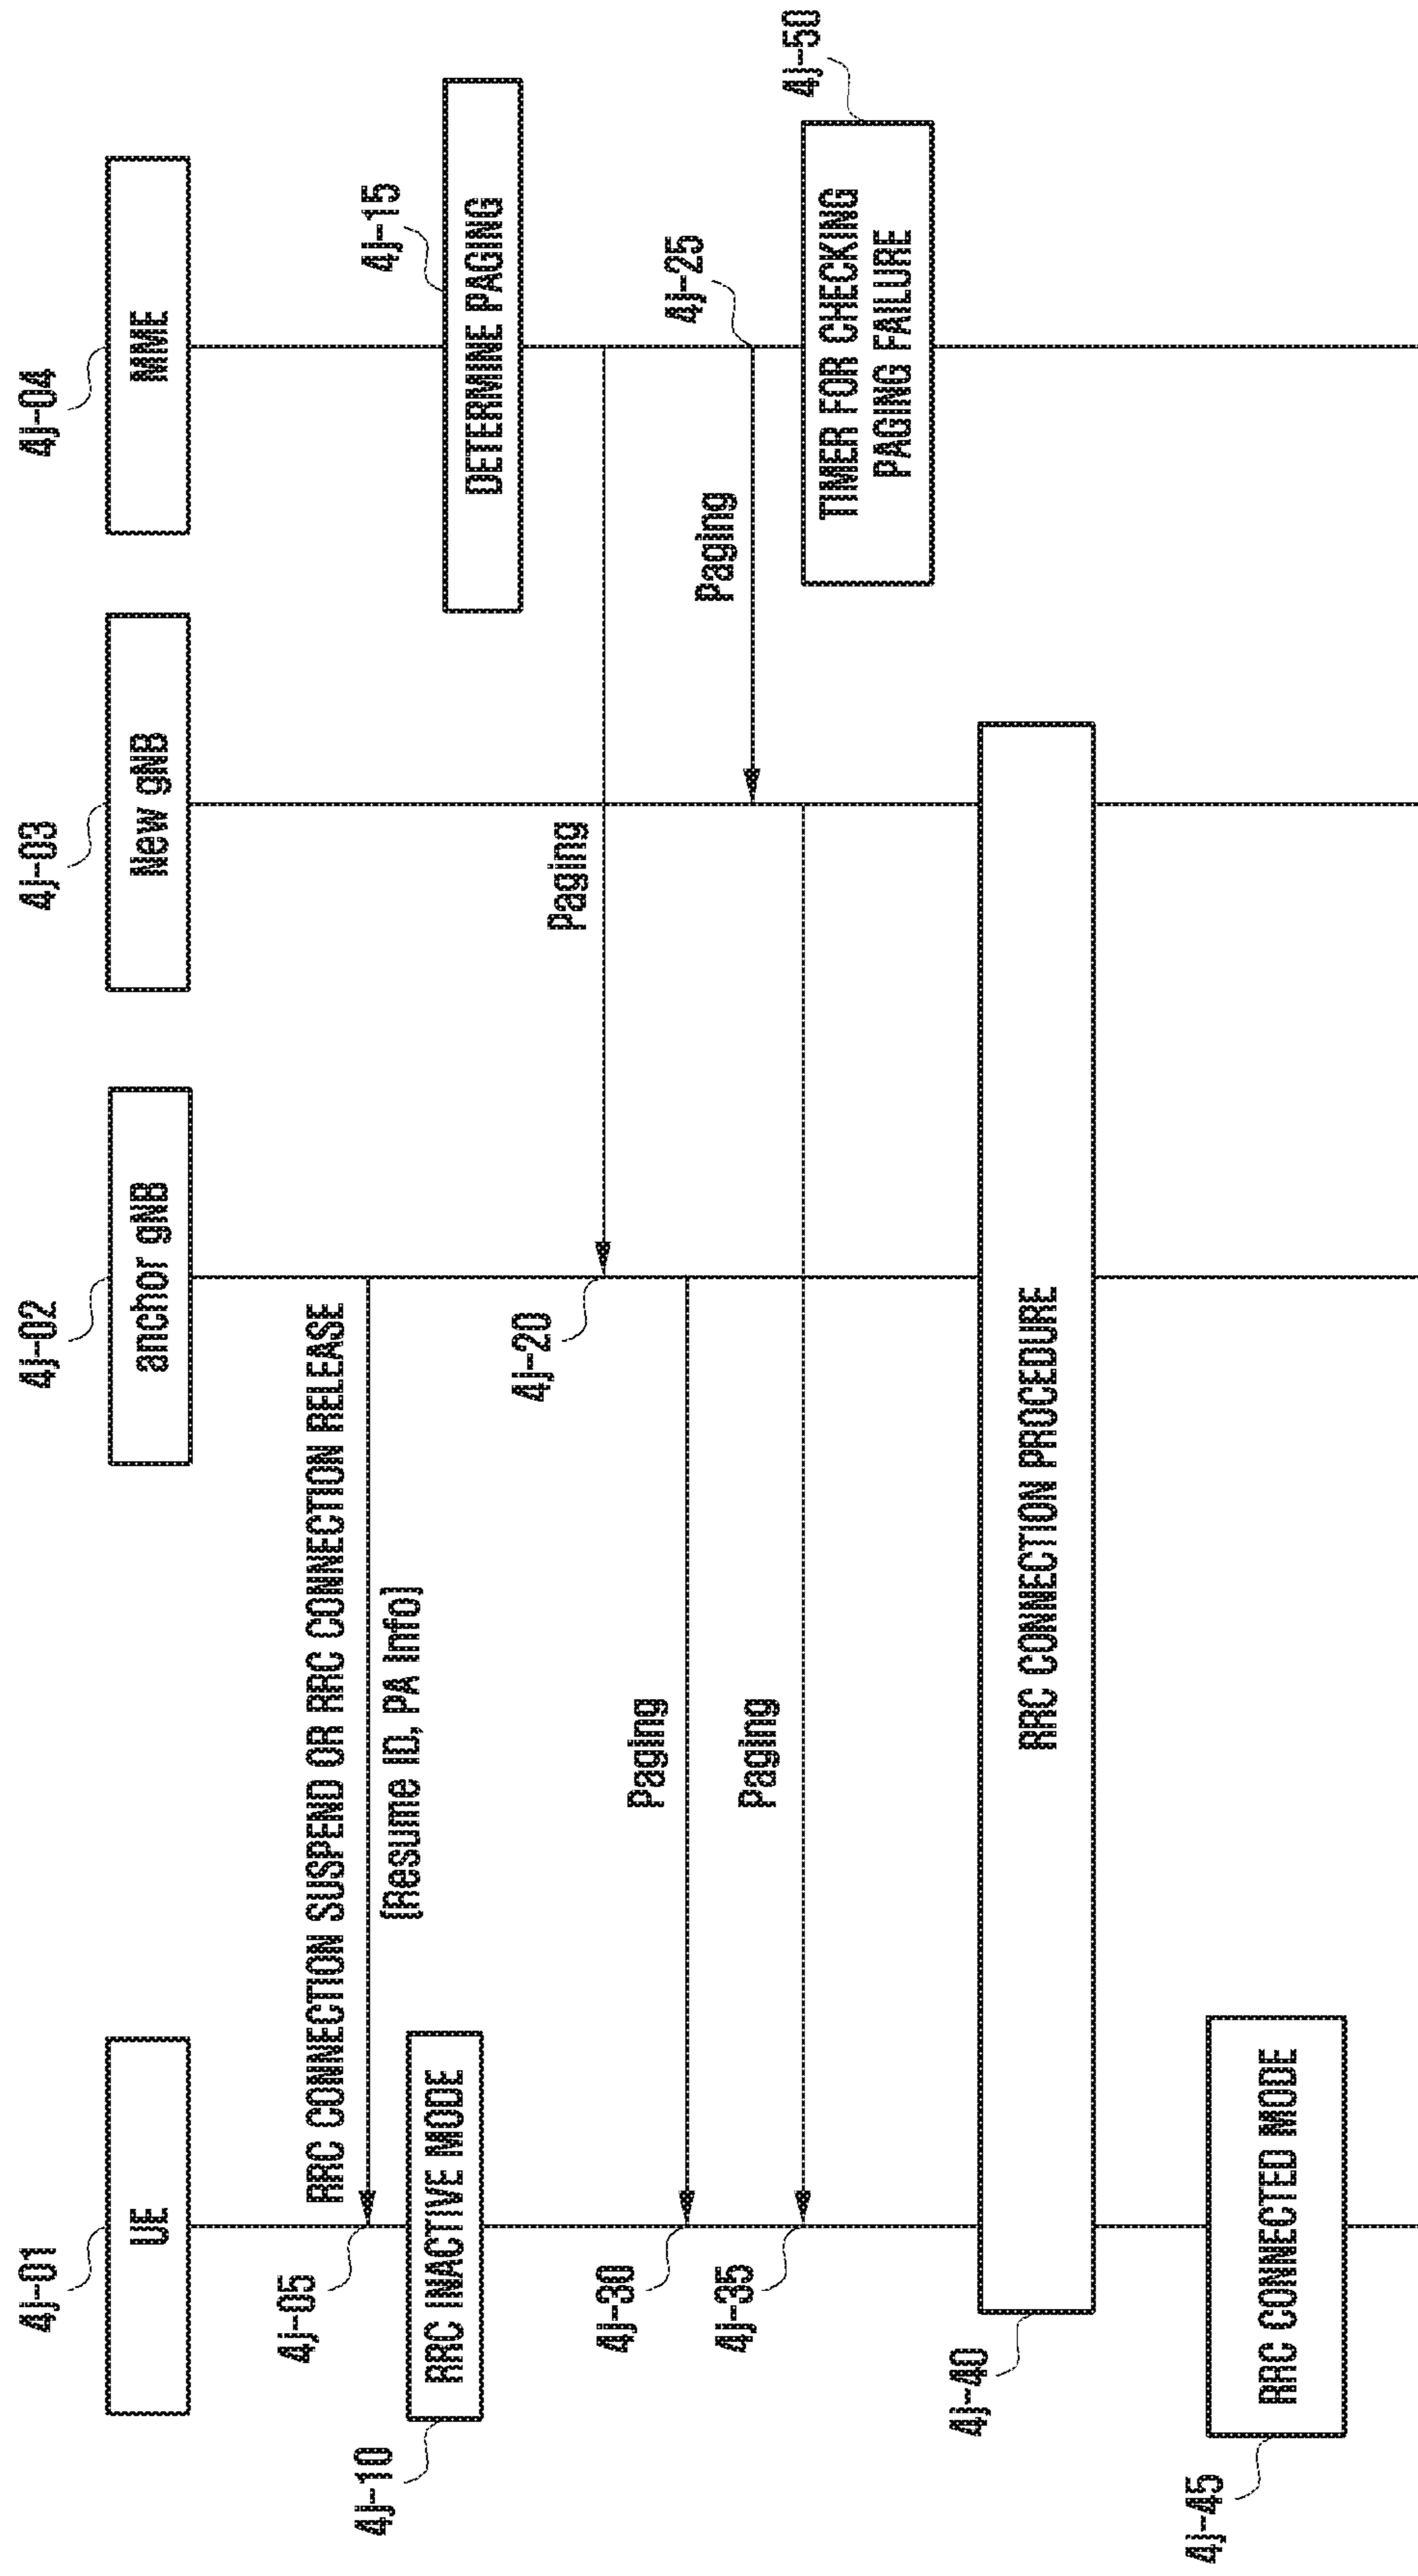 4j-01
4j-02
4j-03
4j-04
UE
anchor gNB
New gNB
MME
4j-05
RRC CONNECTION SUSPEND OR RRC CONNECTION RELEASE
(Resume ID, PA Info)
4j-10
RRC INACTIVE MODE
4j-15
DETERMINE PAGING
Paging
4j-20
Paging
4j-25
4j-30
Paging
4j-35
Paging
TIMER FOR CHECKING
PAGING FAILURE
4j-50
4j-40
RRC CONNECTION PROCEDURE
4j-45
RRC CONNECTED MODE